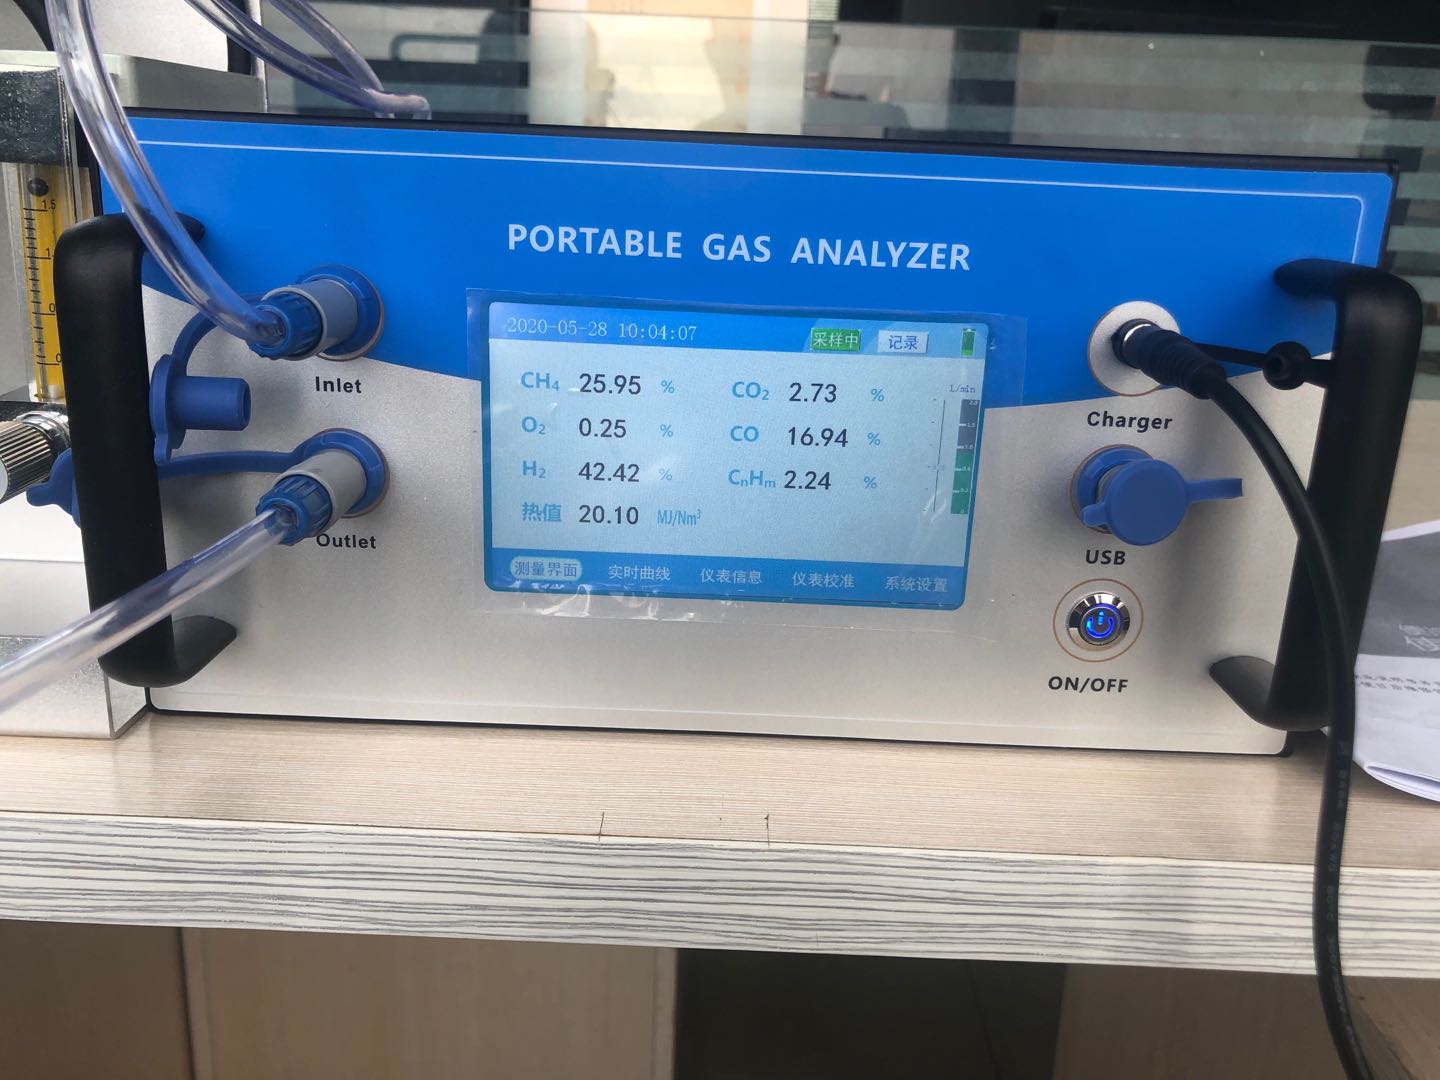 PORTABLE GAS ANALYZER
2020-05-28 10:04:07 采样中 记录
CH₄ 25.95 % CO₂ 2.73 %
L/min
O₂ 0.25 % CO 16.94 %
H₂ 42.42 % CnHm 2.24 %
热值 20.10 MJ/Nm³
测量界面 实时曲线 仪表信息 仪表校准 系统设置
Inlet
Outlet
Charger
USB
ON/OFF
1.5